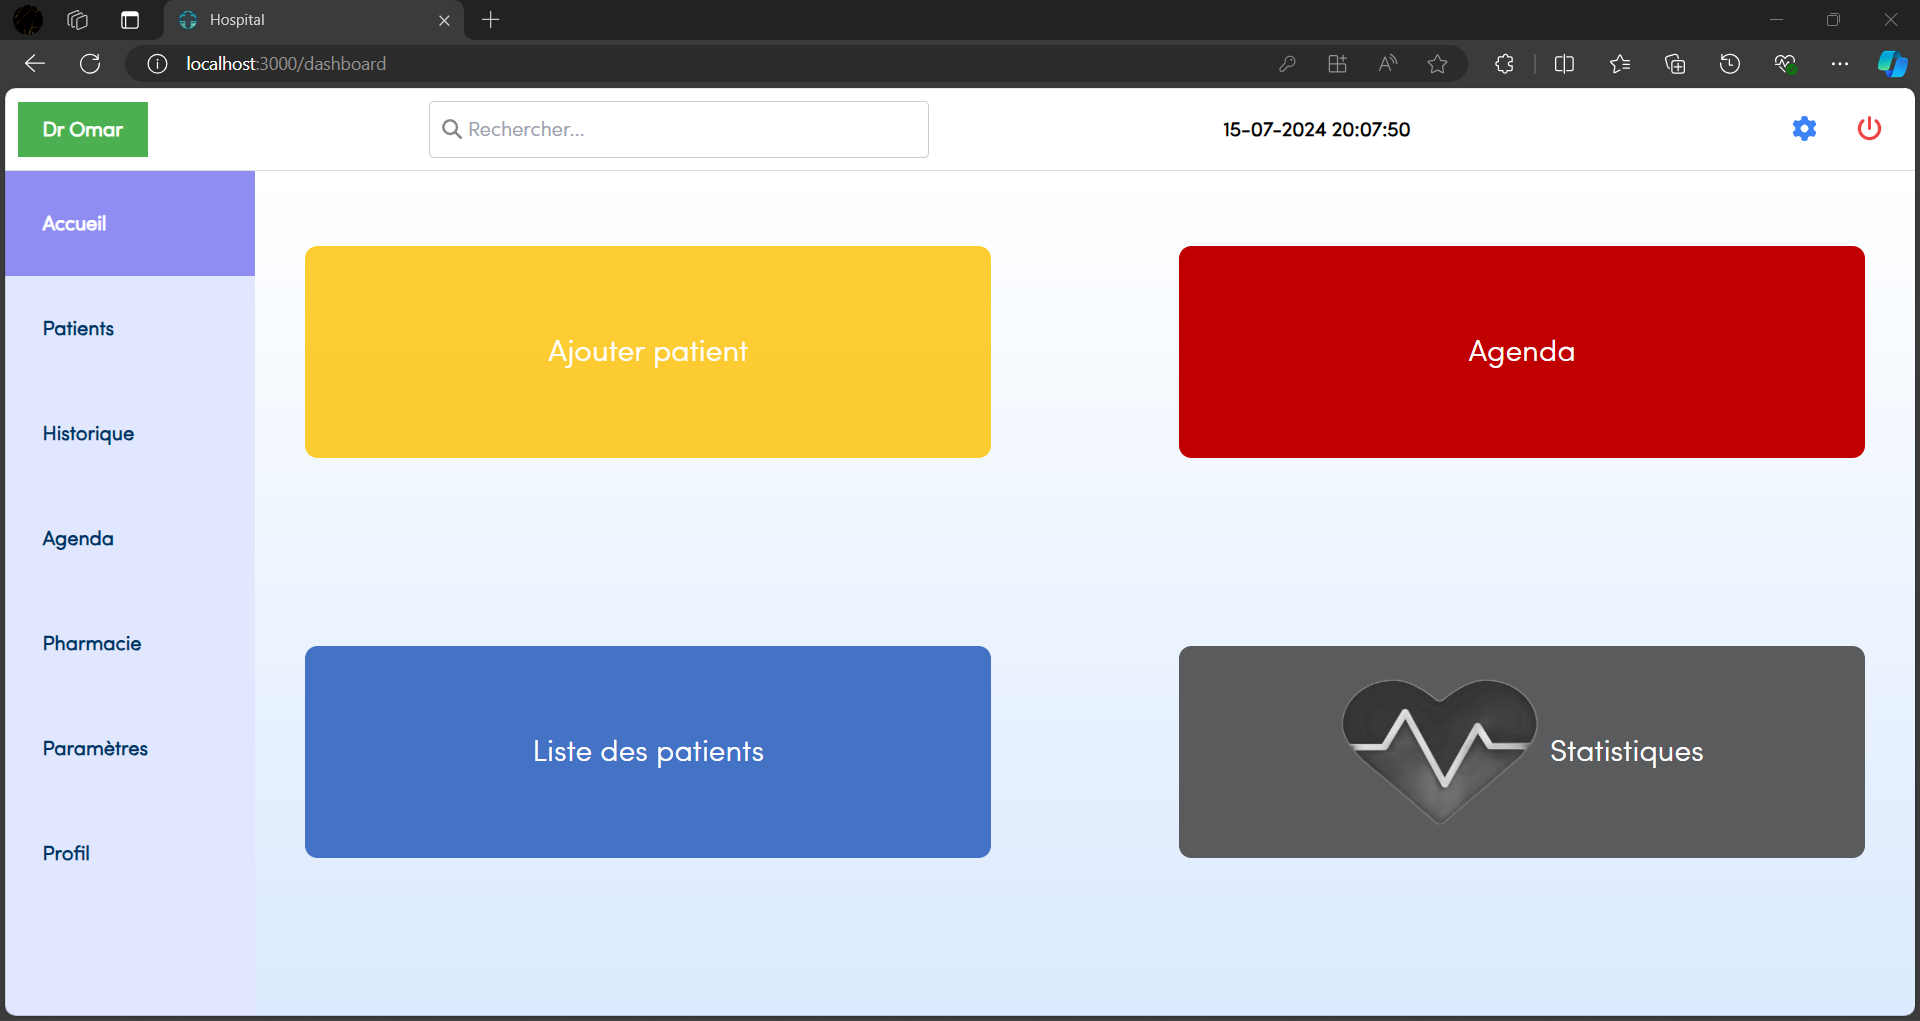 Hospital
localhost:3000/dashboard
Dr Omar
Rechercher...
15-07-2024 20:07:50
Accueil
Patients
Historique
Agenda
Pharmacie
Paramètres
Profil
Ajouter patient
Agenda
Liste des patients
Statistiques